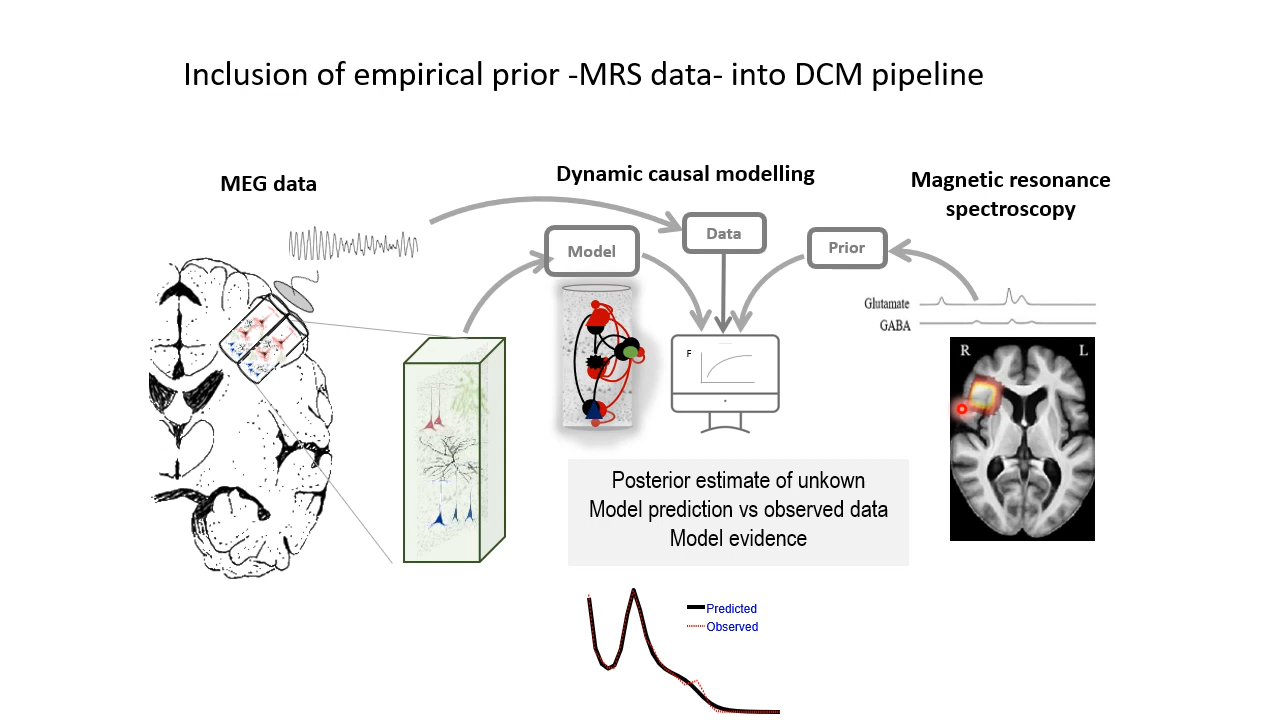 Inclusion of empirical prior -MRS data- into DCM pipeline
MEG data
Dynamic causal modelling
Magnetic resonance
spectroscopy
Model
Data
Prior
Glutamate
GABA
F
R
L
Posterior estimate of unkown
Model prediction vs observed data
Model evidence
Predicted
Observed